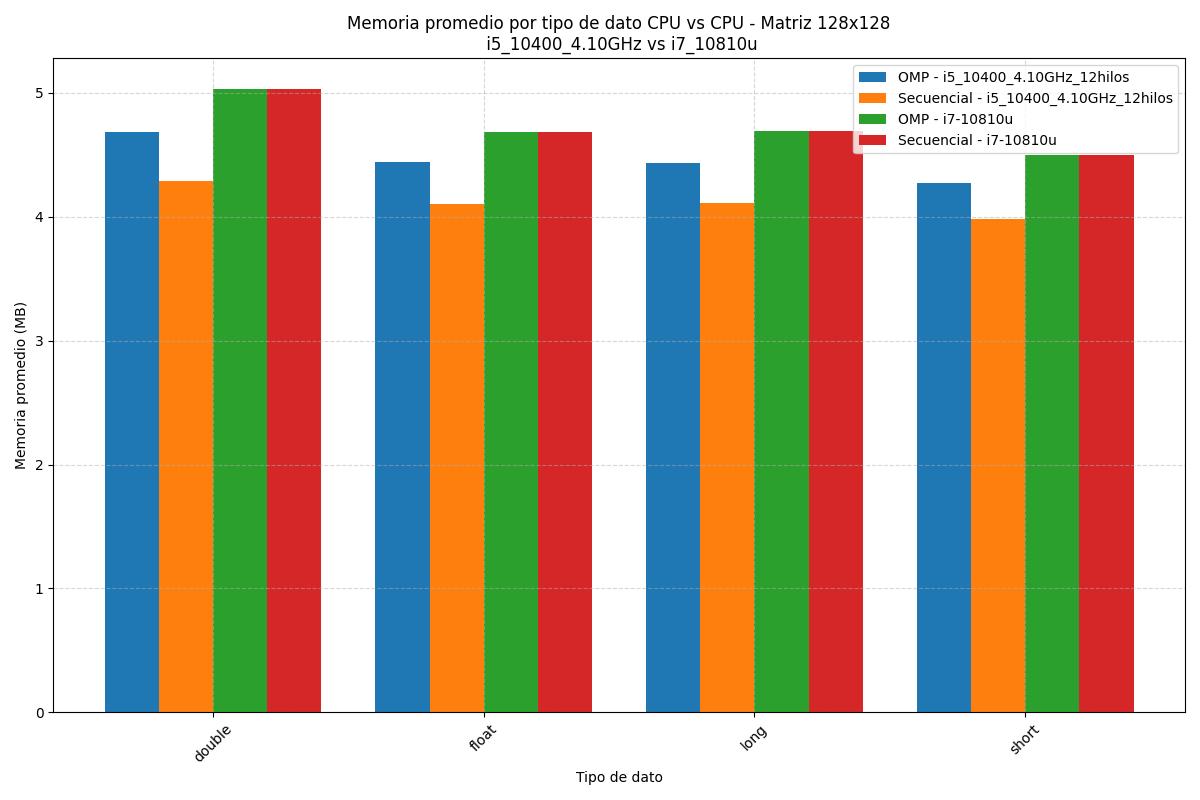 Memoria promedio por tipo de dato CPU vs CPU - Matriz 128x128
i5_10400_4.10GHz vs i7_10810u
OMP - i5_10400_4.10GHz_12hilos
Secuencial - i5_10400_4.10GHz_12hilos
OMP - i7-10810u
Secuencial - i7-10810u
Memoria promedio (MB)
5
4
3
2
1
0
double
float
long
short
Tipo de dato